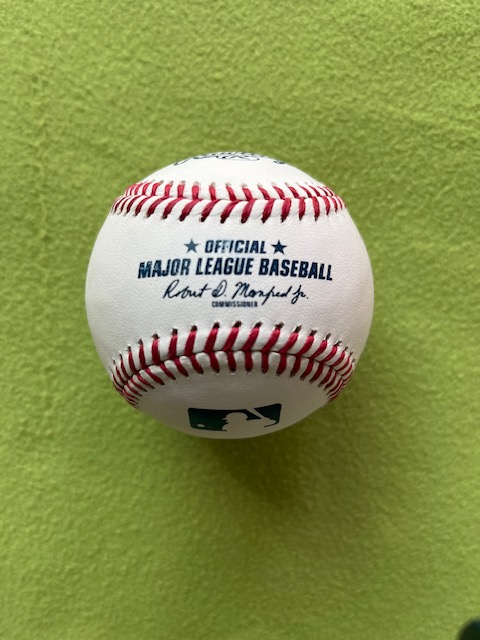 ★ OFFICIAL ★
MAJOR LEAGUE BASEBALL
Robert D. Manfred Jr.
COMMISSIONER